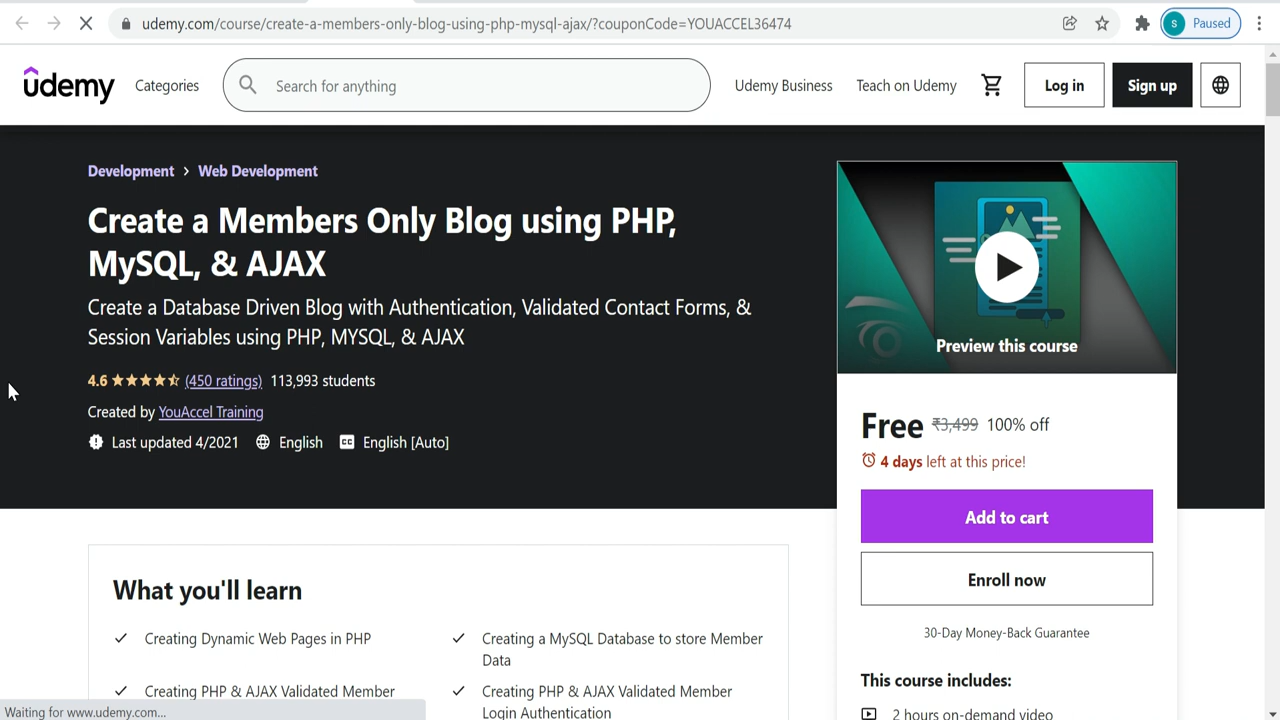 udemy.com/course/create-a-members-only-blog-using-php-mysql-ajax/?couponCode=YOUACCEL36474
S
Paused
udemy
Categories
Search for anything
Udemy Business
Teach on Udemy
Log in
Sign up
Development > Web Development
Create a Members Only Blog using PHP,
MySQL, & AJAX
Create a Database Driven Blog with Authentication, Validated Contact Forms, &
Session Variables using PHP, MYSQL, & AJAX
4.6 (450 ratings) 113,993 students
Created by YouAccel Training
Last updated 4/2021 English CC English [Auto]
Preview this course
Free ₹3,499 100% off
4 days left at this price!
Add to cart
Enroll now
30-Day Money-Back Guarantee
This course includes:
2 hours on-demand video
What you'll learn
Creating Dynamic Web Pages in PHP
Creating a MySQL Database to store Member
Data
Creating PHP & AJAX Validated Member
Creating PHP & AJAX Validated Member
Login Authentication
Waiting for www.udemy.com...